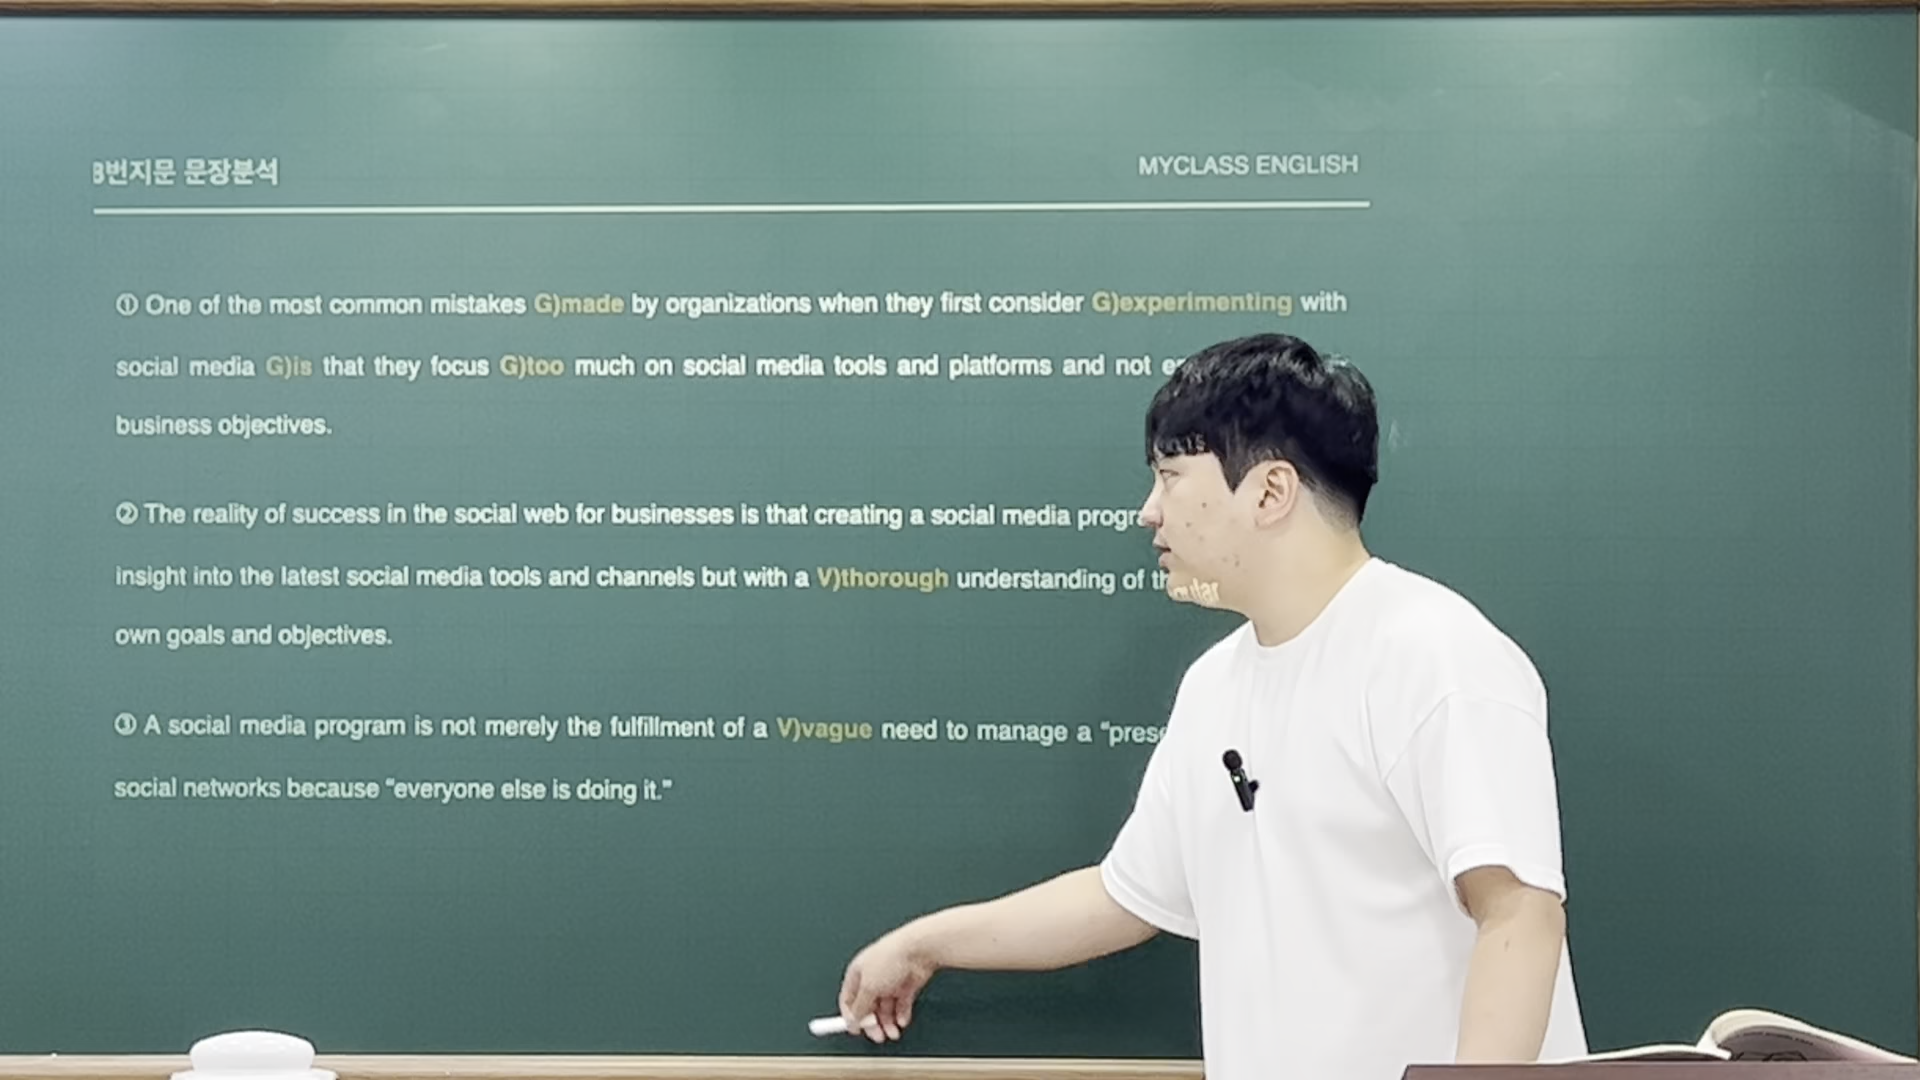 번지문 문장분석
MYCLASS ENGLISH
① One of the most common mistakes G)made by organizations when they first consider G)experimenting with
social media G)is that they focus G)too much on social media tools and platforms and not
business objectives.
② The reality of success in the social web for businesses is that creating a social media
insight into the latest social media tools and channels but with a V)thorough understanding of
own goals and objectives.
③ A social media program is not merely the fulfillment of a V)vague need to manage a
social networks because “everyone else is doing it.”